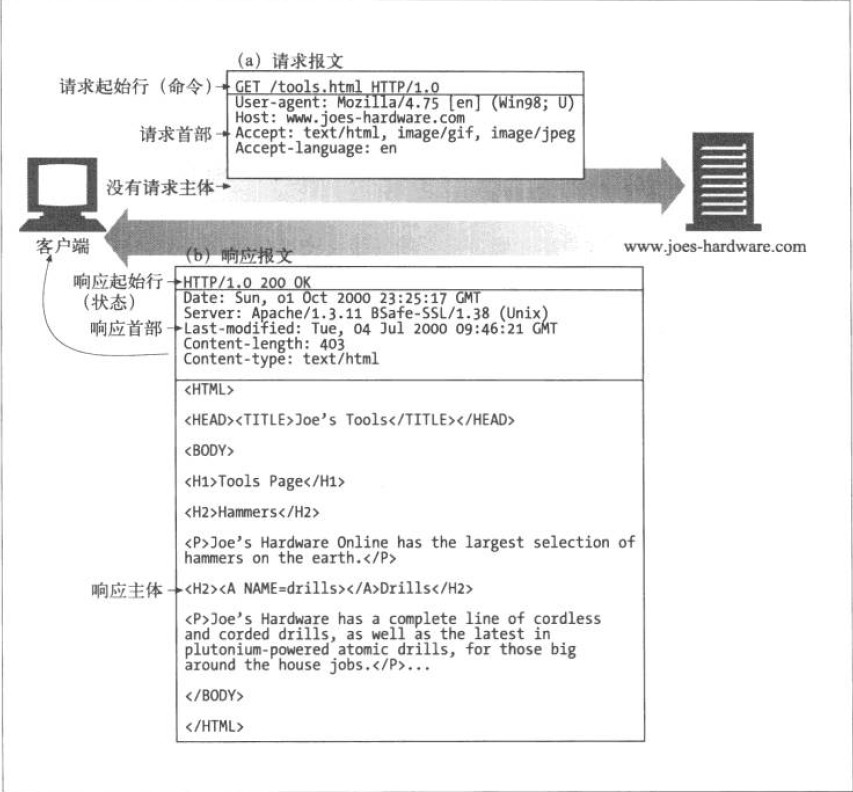 (a) 请求报文
请求起始行（命令）
GET /tools.html HTTP/1.0
User-agent: Mozilla/4.75 [en] (Win98; U)
Host: www.joes-hardware.com
请求首部
Accept: text/html, image/gif, image/jpeg
Accept-language: en
没有请求主体
客户端
www.joes-hardware.com
(b) 响应报文
响应起始行
（状态）
HTTP/1.0 200 OK
Date: Sun, o1 Oct 2000 23:25:17 GMT
Server: Apache/1.3.11 BSafe-SSL/1.38 (Unix)
响应首部
Last-modified: Tue, 04 Jul 2000 09:46:21 GMT
Content-length: 403
Content-type: text/html
<HTML>
<HEAD><TITLE>Joe's Tools</TITLE></HEAD>
<BODY>
<H1>Tools Page</H1>
<H2>Hammers</H2>
<P>Joe's Hardware Online has the largest selection of
hammers on the earth.</P>
响应主体
<H2><A NAME=drills></A>Drills</H2>
<P>Joe's Hardware has a complete line of cordless
and corded drills, as well as the latest in
plutonium-powered atomic drills, for those big
around the house jobs.</P>...
</BODY>
</HTML>